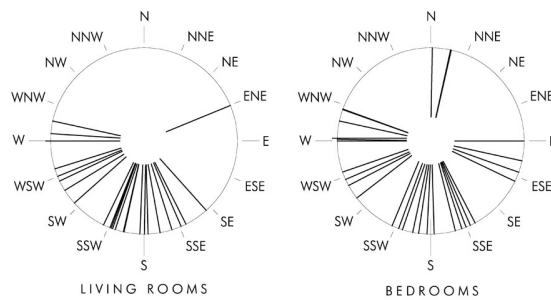 N
N
NNW
NNE
NNW
NNE
NW
NE
NW
NE
WNW
ENE
WNW
ENE
W
E
W
WSW
ESE
WSW
ESE
SW
SE
SW
SE
SSW
SSE
SSW
SSE
S
S
LIVING ROOMS
BEDROOMS